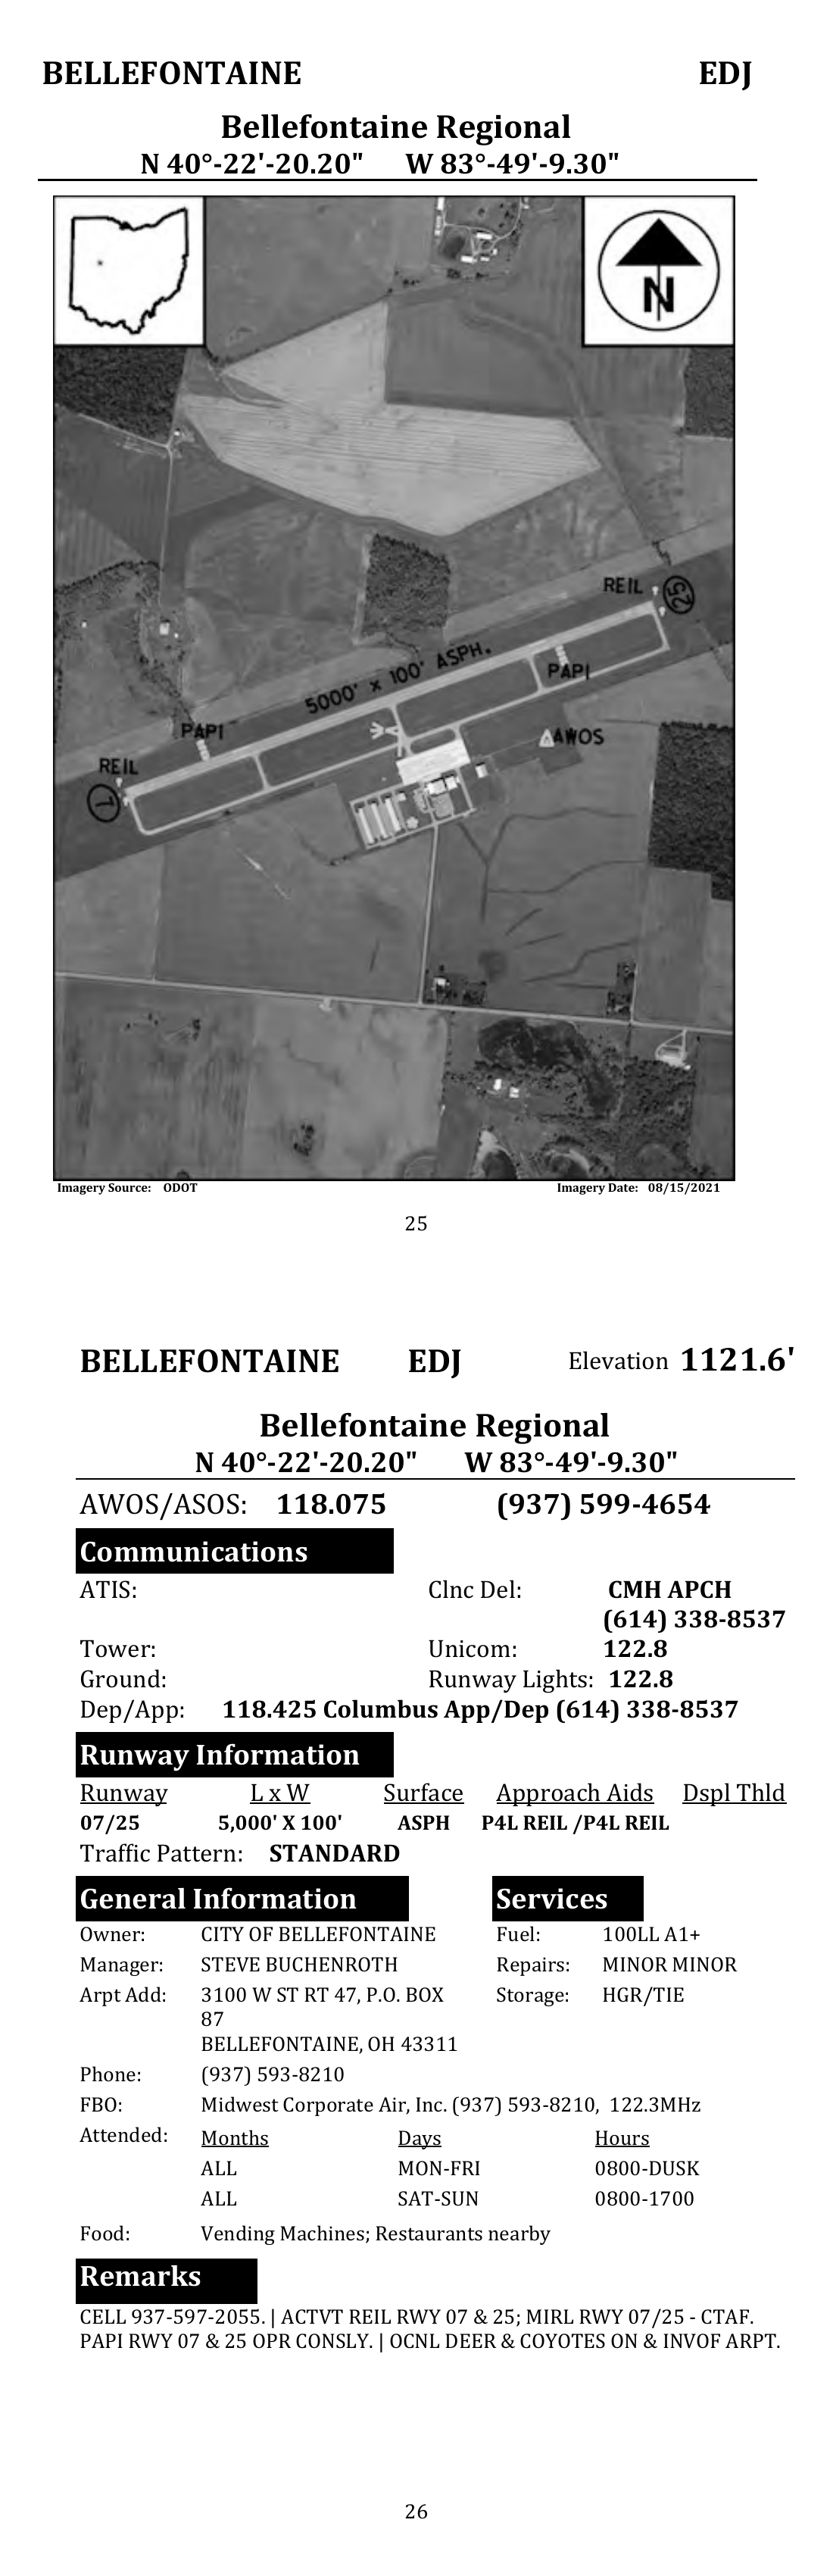 BELLEFONTAINE EDJ
Bellefontaine Regional
N 40°-22'-20.20" W 83°-49'-9.30"
N
REIL
25
5000' x 100' ASPH.
PAPI
PAPI
AWOS
REIL
7
Imagery Source: ODOT Imagery Date: 08/15/2021
25
BELLEFONTAINE EDJ Elevation 1121.6'
Bellefontaine Regional
N 40°-22'-20.20" W 83°-49'-9.30"
AWOS/ASOS: 118.075 (937) 599-4654
Communications
ATIS: Clnc Del: CMH APCH
(614) 338-8537
Tower: Unicom: 122.8
Ground: Runway Lights: 122.8
Dep/App: 118.425 Columbus App/Dep (614) 338-8537
Runway Information
Runway L x W Surface Approach Aids Dspl Thld
07/25 5,000' X 100' ASPH P4L REIL /P4L REIL
Traffic Pattern: STANDARD
General Information Services
Owner: CITY OF BELLEFONTAINE Fuel: 100LL A1+
Manager: STEVE BUCHENROTH Repairs: MINOR MINOR
Arpt Add: 3100 W ST RT 47, P.O. BOX Storage: HGR/TIE
87
BELLEFONTAINE, OH 43311
Phone: (937) 593-8210
FBO: Midwest Corporate Air, Inc. (937) 593-8210, 122.3MHz
Attended: Months Days Hours
ALL MON-FRI 0800-DUSK
ALL SAT-SUN 0800-1700
Food: Vending Machines; Restaurants nearby
Remarks
CELL 937-597-2055. | ACTVT REIL RWY 07 & 25; MIRL RWY 07/25 - CTAF.
PAPI RWY 07 & 25 OPR CONSLY. | OCNL DEER & COYOTES ON & INVOF ARPT.
26